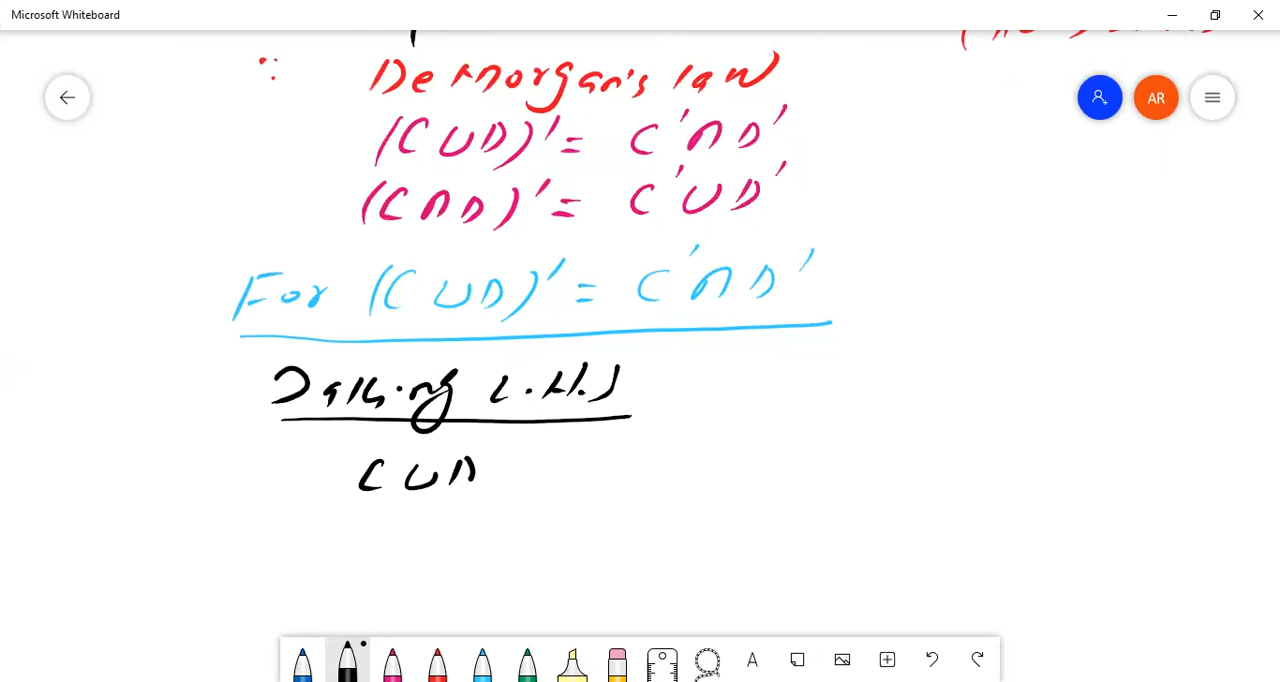 Microsoft Whiteboard
∵ De Morgan's law
AR
(C ∪ D)' = C' ∩ D'
(C ∩ D)' = C' ∪ D'
For (C ∪ D)' = C' ∩ D'
Taking L.H.S
C ∪ D
A